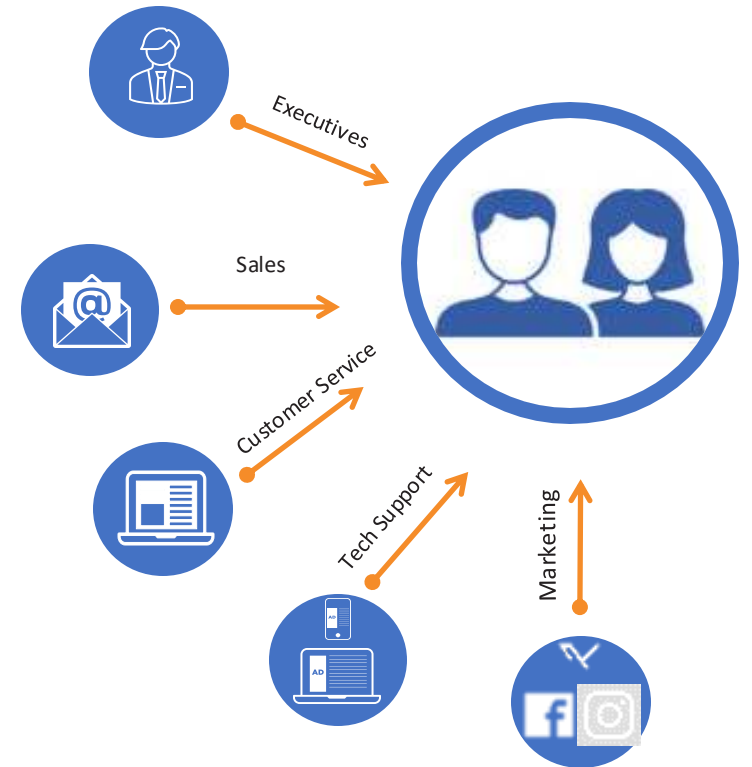 Executives
Sales
@
Customer Service
Tech Support
AD
AD
Marketing
f